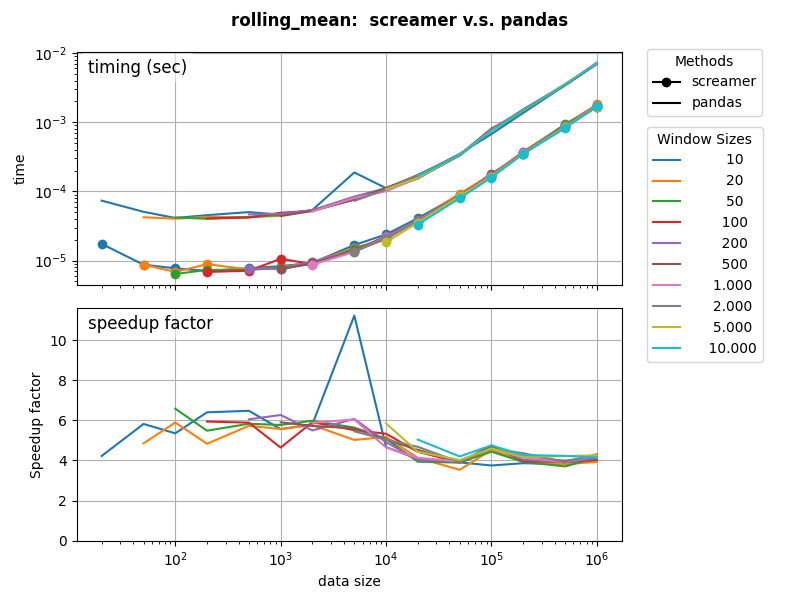 rolling_mean:  screamer v.s. pandas
timing (sec)
time
10⁻²
10⁻³
10⁻⁴
10⁻⁵
speedup factor
Speedup factor
10
8
6
4
2
0
10² 10³ 10⁴ 10⁵ 10⁶
data size
Methods
screamer
pandas
Window Sizes
10
20
50
100
200
500
1.000
2.000
5.000
10.000